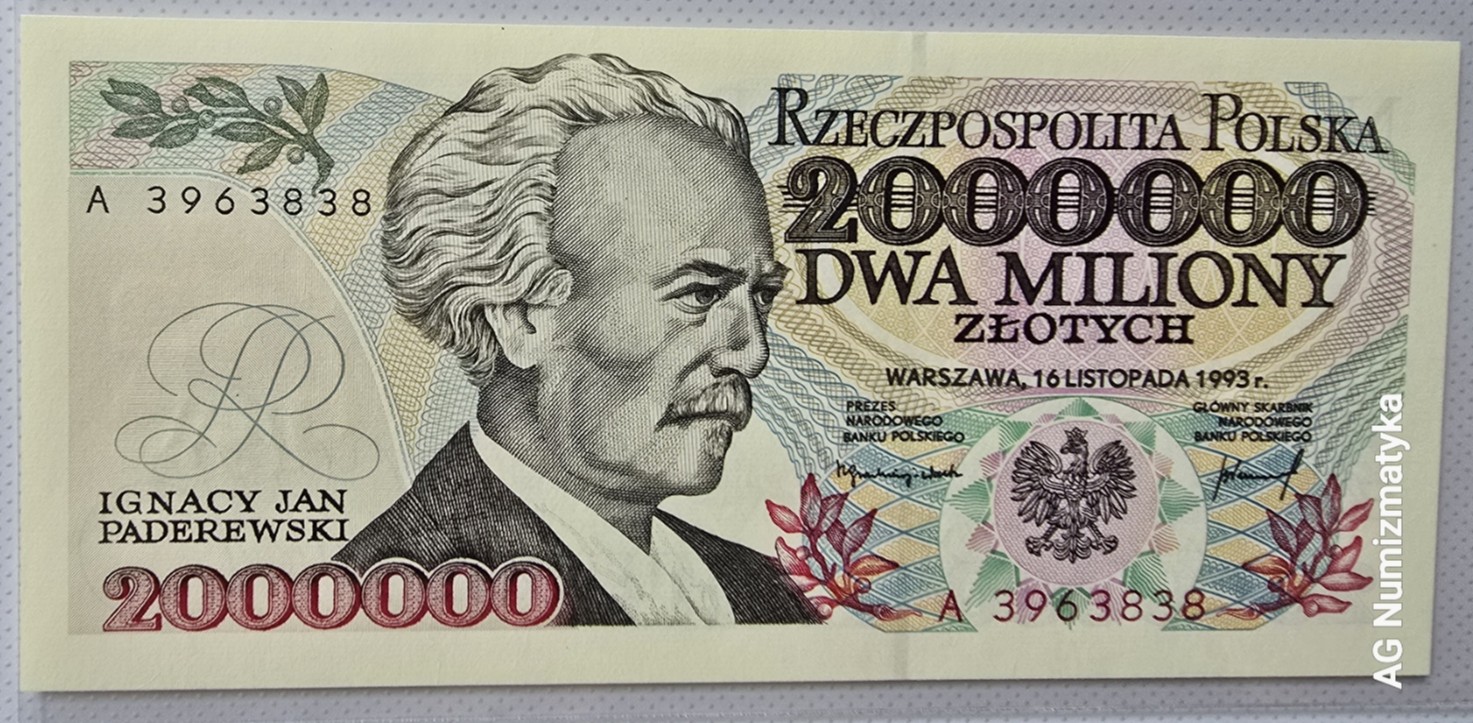 RZECZPOSPOLITA POLSKA
2000000
DWA MILIONY
ZŁOTYCH
WARSZAWA, 16 LISTOPADA 1993 r.
PREZES
NARODOWEGO
BANKU POLSKIEGO
GŁÓWNY SKARBNIK
NARODOWEGO
BANKU POLSKIEGO
A 3963838
IGNACY JAN
PADEREWSKI
2000000
A 3963838
AG Numizmatyka